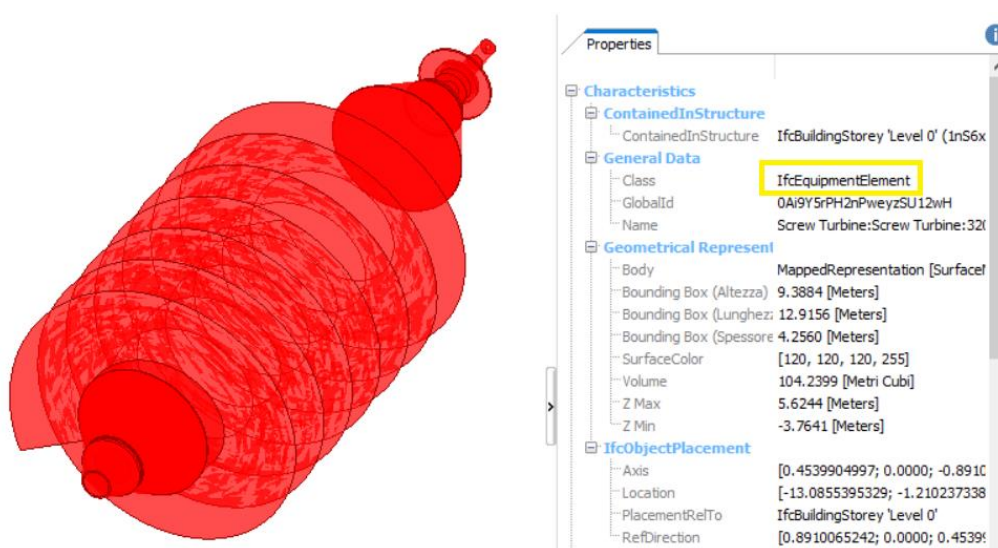 Properties
Characteristics
ContainedInStructure
ContainedInStructure IfcBuildingStorey 'Level 0' (1nS6x
General Data
Class IfcEquipmentElement
GlobalId 0Ai9Y5rPH2nPweyzSU12wH
Name Screw Turbine:Screw Turbine:320
Geometrical Represent
Body MappedRepresentation [Surface
Bounding Box (Altezza) 9.3884 [Meters]
Bounding Box (Lunghez 12.9156 [Meters]
Bounding Box (Spessore 4.2560 [Meters]
SurfaceColor [120, 120, 120, 255]
Volume 104.2399 [Metri Cubi]
Z Max 5.6244 [Meters]
Z Min -3.7641 [Meters]
IfcObjectPlacement
Axis [0.4539904997; 0.0000; -0.8910
Location [-13.0855395329; -1.210237338
PlacementRelTo IfcBuildingStorey 'Level 0'
RefDirection [0.8910065242; 0.0000; 0.4539